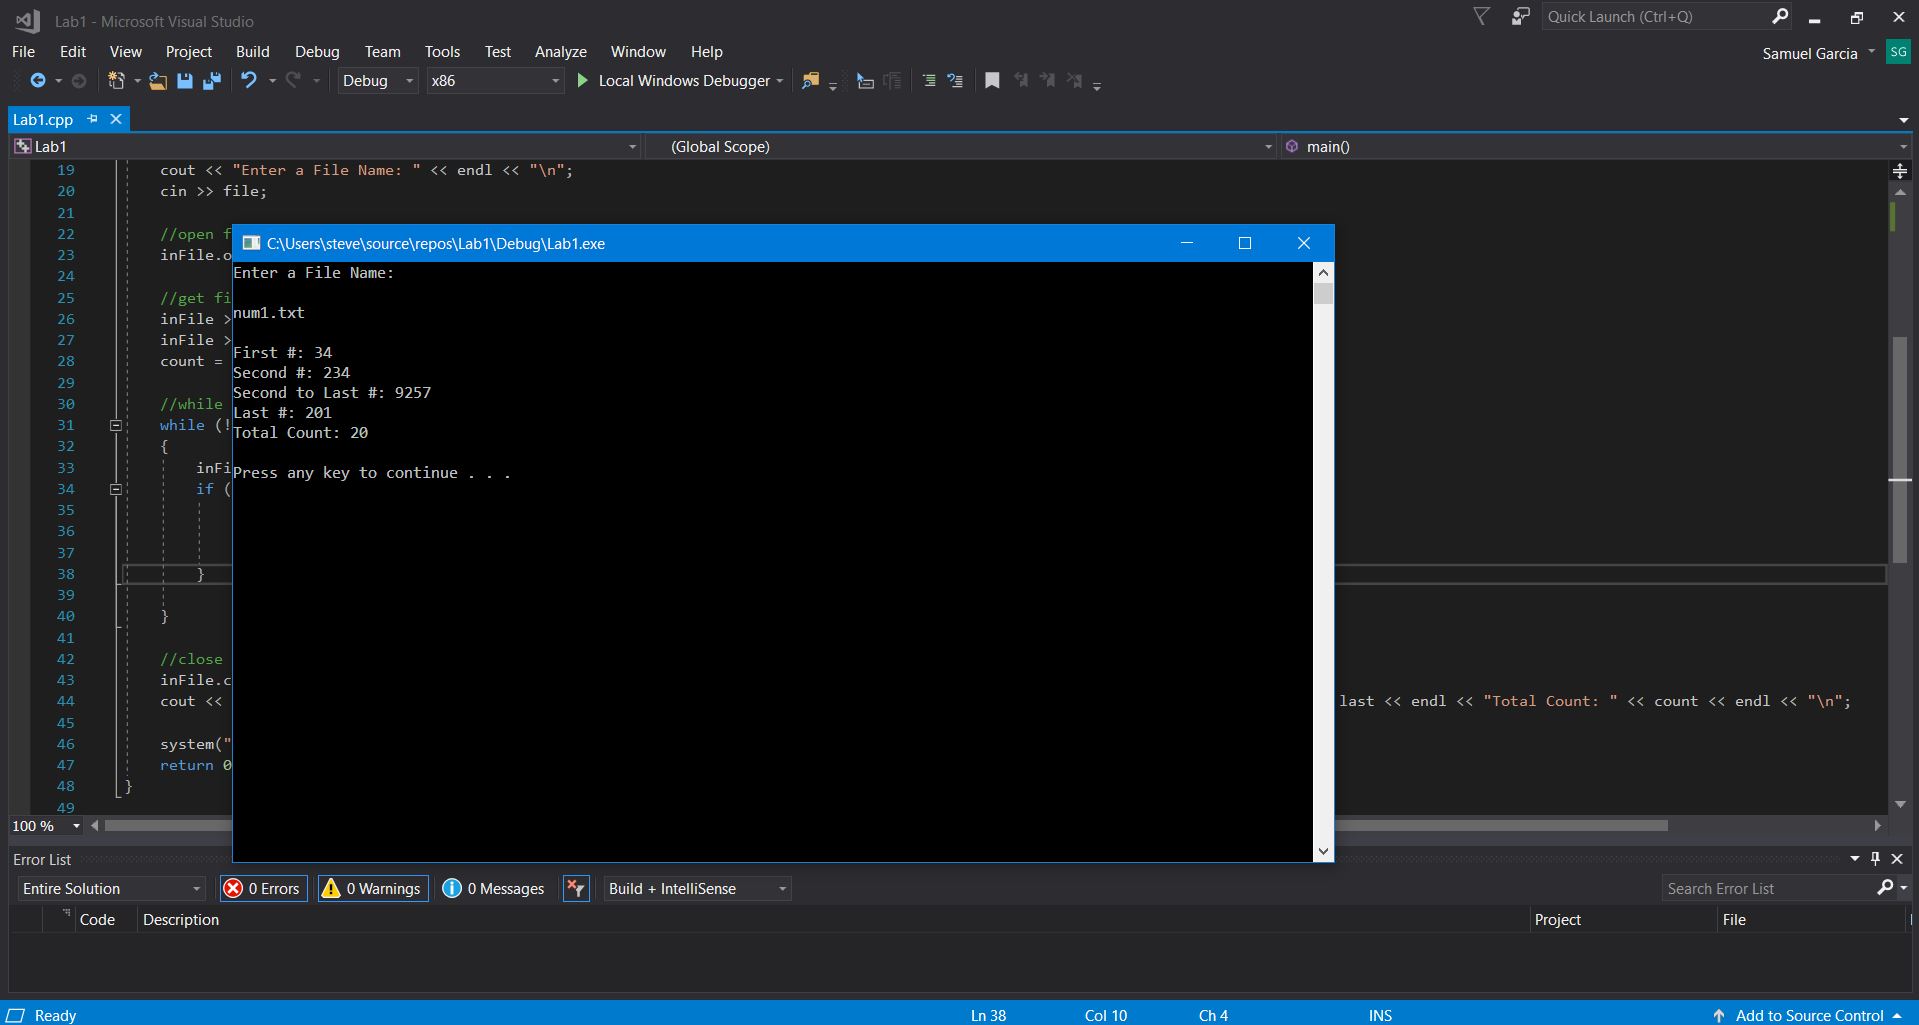 Lab1 - Microsoft Visual Studio
Quick Launch (Ctrl+Q)
File Edit View Project Build Debug Team Tools Test Analyze Window Help
Samuel Garcia SG
Debug x86 Local Windows Debugger
Lab1.cpp
Lab1 (Global Scope) main()
19 cout << "Enter a File Name: " << endl << "\n";
20 cin >> file;
21
22 //open f
23 inFile.o
24
25 //get fi
26 inFile >
27 inFile >
28 count =
29
30 //while
31 while (!
32 {
33 inFi
34 if (
35
36
37
38 }
39
40 }
41
42 //close
43 inFile.c
44 cout << last << endl << "Total Count: " << count << endl << "\n";
45
46 system("
47 return 0
48 }
49
C:\Users\steve\source\repos\Lab1\Debug\Lab1.exe
Enter a File Name:
num1.txt
First #: 34
Second #: 234
Second to Last #: 9257
Last #: 201
Total Count: 20
Press any key to continue . . .
100 %
Error List
Entire Solution 0 Errors 0 Warnings 0 Messages Build + IntelliSense Search Error List
Code Description Project File
Ready Ln 38 Col 10 Ch 4 INS Add to Source Control